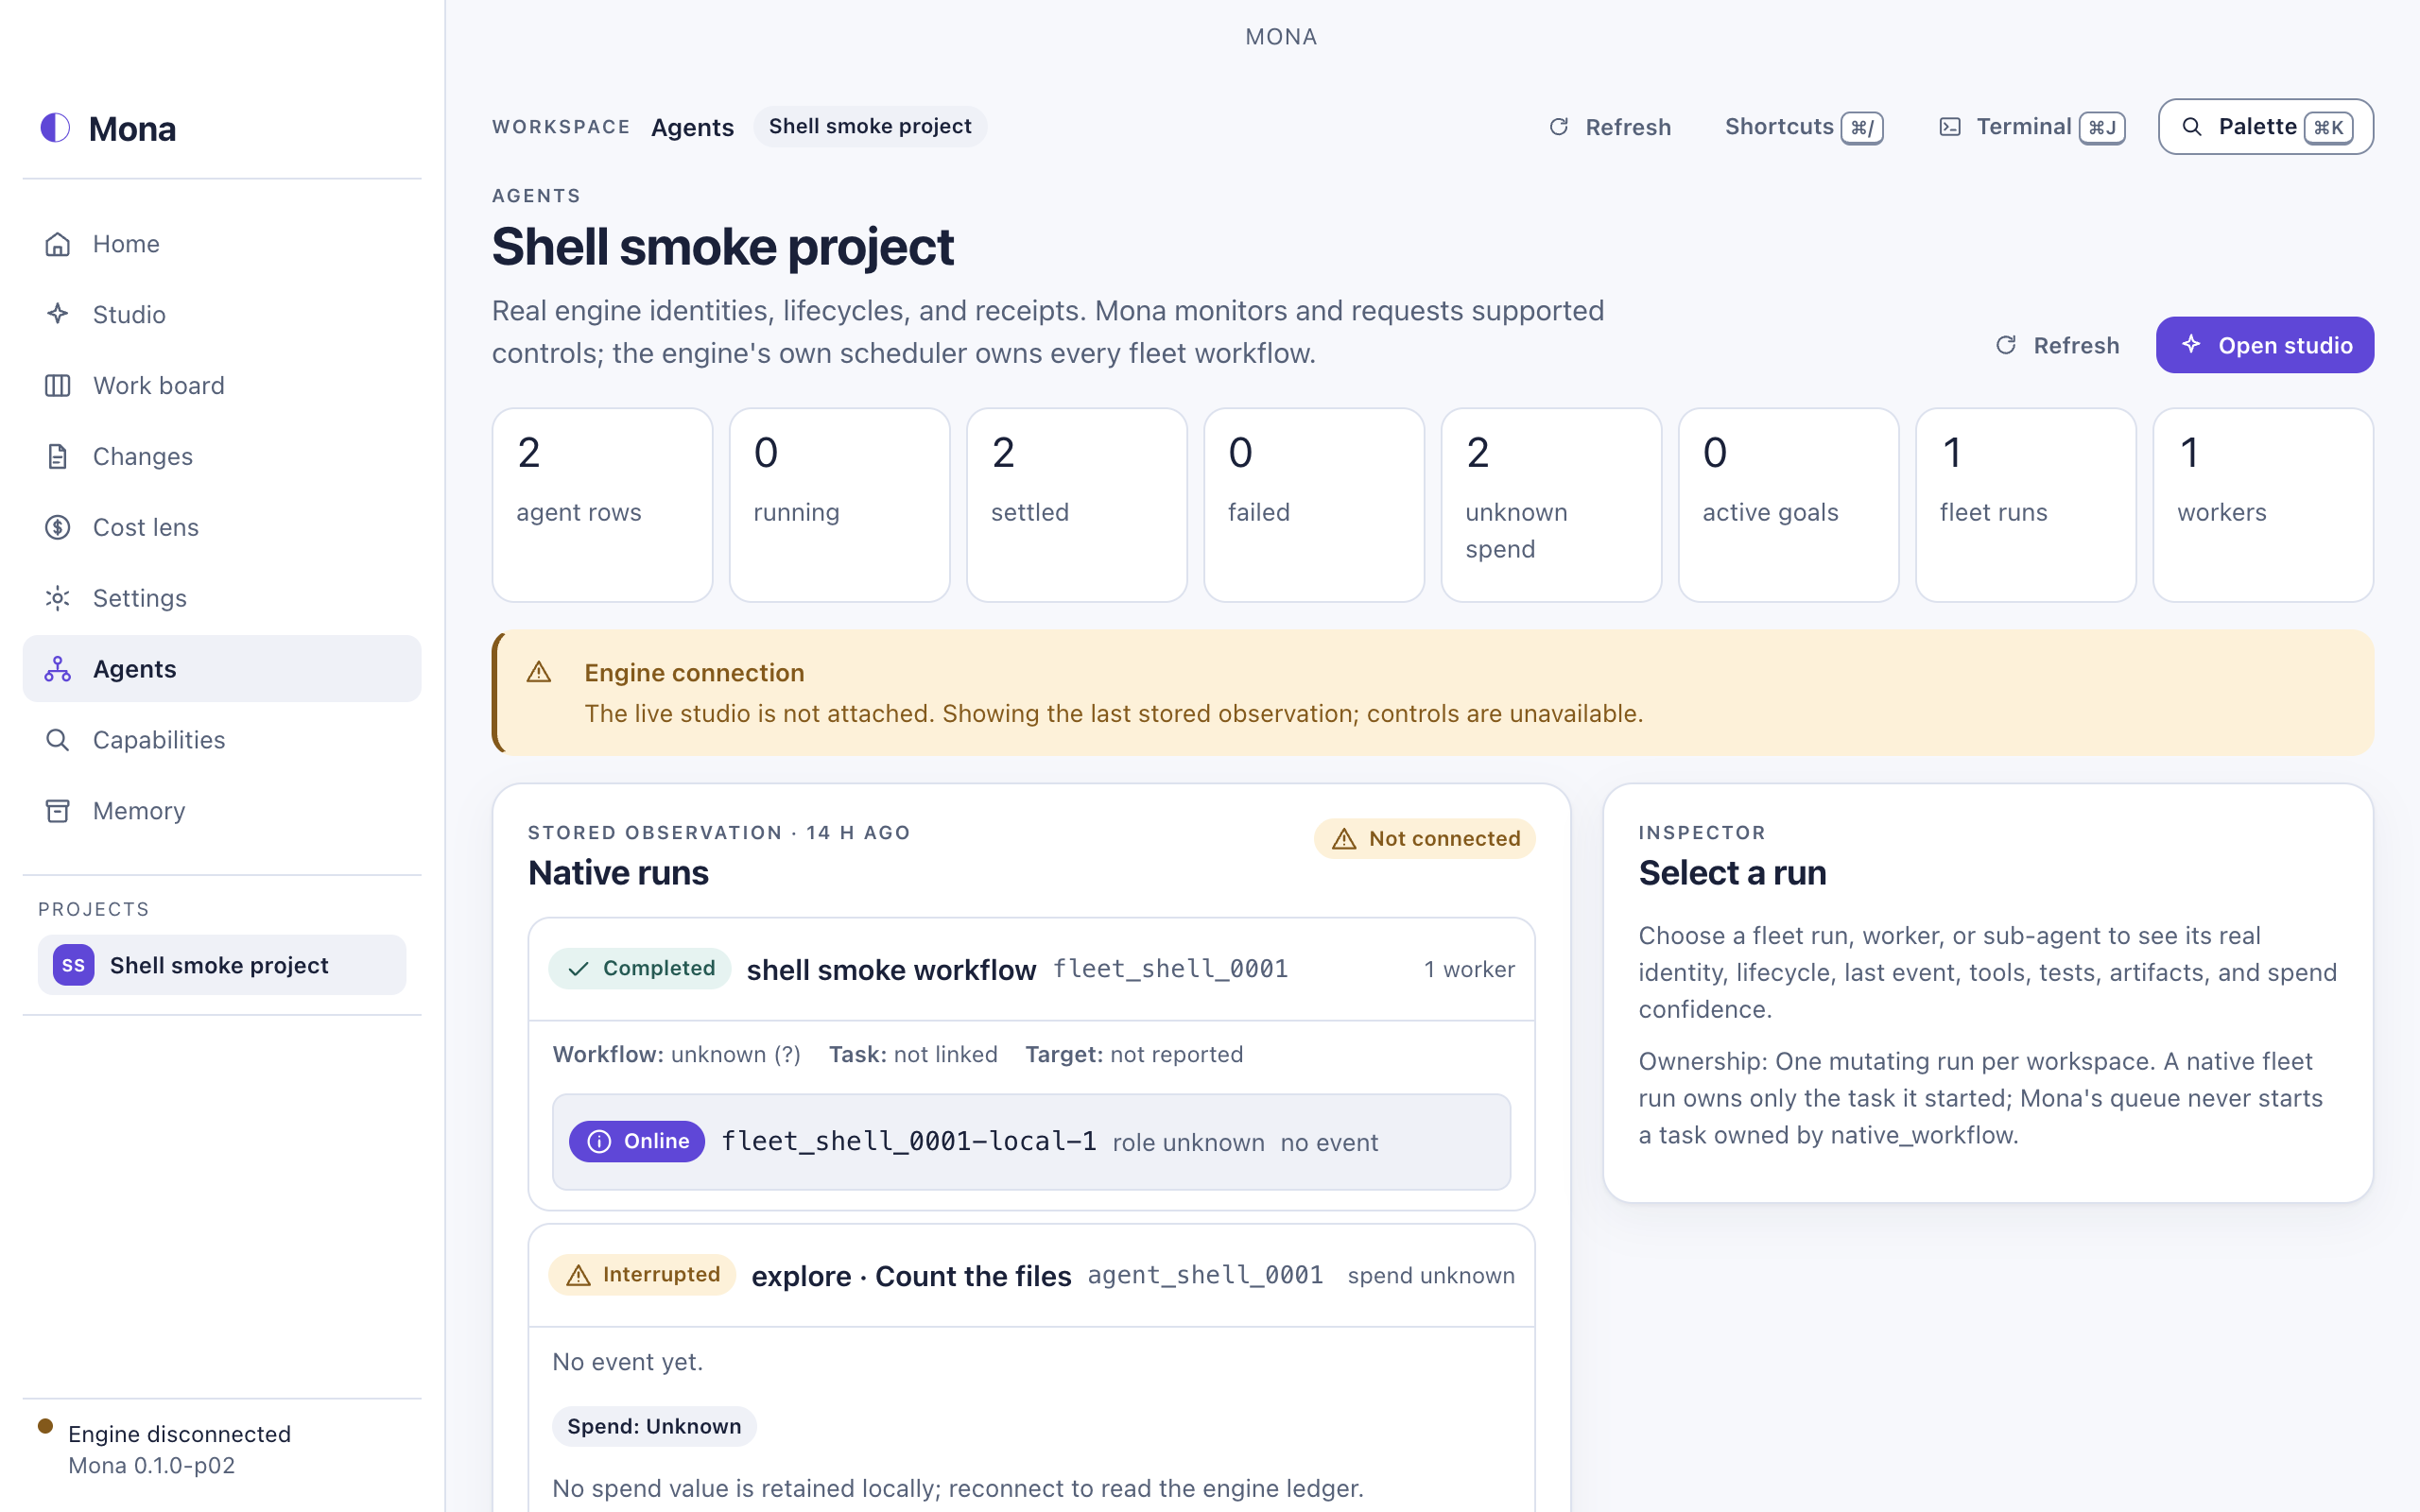 MONA
Mona
Home
Studio
Work board
Changes
Cost lens
Settings
Agents
Capabilities
Memory
PROJECTS
SS Shell smoke project
Engine disconnected
Mona 0.1.0-p02
WORKSPACE Agents Shell smoke project
Refresh Shortcuts ⌘/ Terminal ⌘J Palette ⌘K
AGENTS
Shell smoke project
Real engine identities, lifecycles, and receipts. Mona monitors and requests supported
controls; the engine's own scheduler owns every fleet workflow.
Refresh Open studio
2 agent rows
0 running
2 settled
0 failed
2 unknown
spend
0 active goals
1 fleet runs
1 workers
Engine connection
The live studio is not attached. Showing the last stored observation; controls are unavailable.
STORED OBSERVATION · 14 H AGO
Native runs
Not connected
Completed shell smoke workflow fleet_shell_0001 1 worker
Workflow: unknown (?) Task: not linked Target: not reported
Online fleet_shell_0001-local-1 role unknown no event
Interrupted explore · Count the files agent_shell_0001 spend unknown
No event yet.
Spend: Unknown
No spend value is retained locally; reconnect to read the engine ledger.
INSPECTOR
Select a run
Choose a fleet run, worker, or sub-agent to see its real
identity, lifecycle, last event, tools, tests, artifacts, and spend
confidence.
Ownership: One mutating run per workspace. A native fleet
run owns only the task it started; Mona's queue never starts
a task owned by native_workflow.